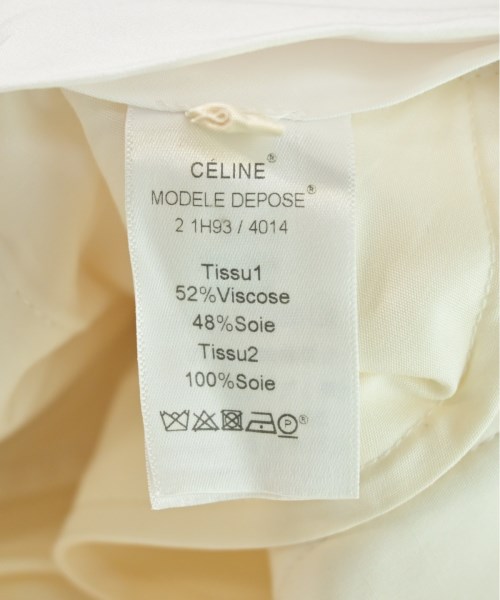 CÉLINE®
MODELE DEPOSE®
2 1H93 / 4014
Tissu1
52%Viscose
48%Soie
Tissu2
100%Soie
P®